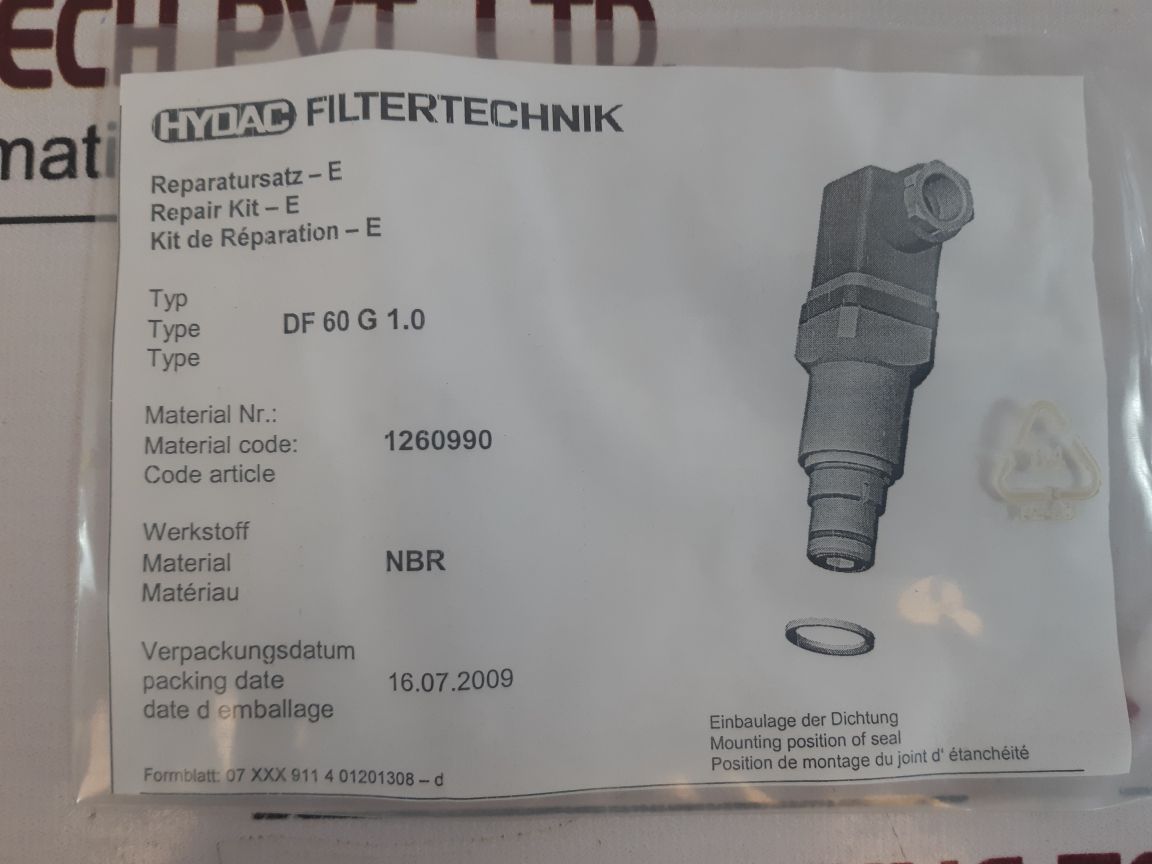 ECH PVT. LTD.
mati
HYDAC FILTERTECHNIK
Reparatursatz – E
Repair Kit – E
Kit de Réparation – E
Typ
Type DF 60 G 1.0
Type
Material Nr.:
Material code: 1260990
Code article
Werkstoff
Material NBR
Matériau
Verpackungsdatum
packing date 16.07.2009
date d emballage
Einbaulage der Dichtung
Mounting position of seal
Position de montage du joint d' étanchéité
Formblatt: 07 XXX 911 4 01201308 – d